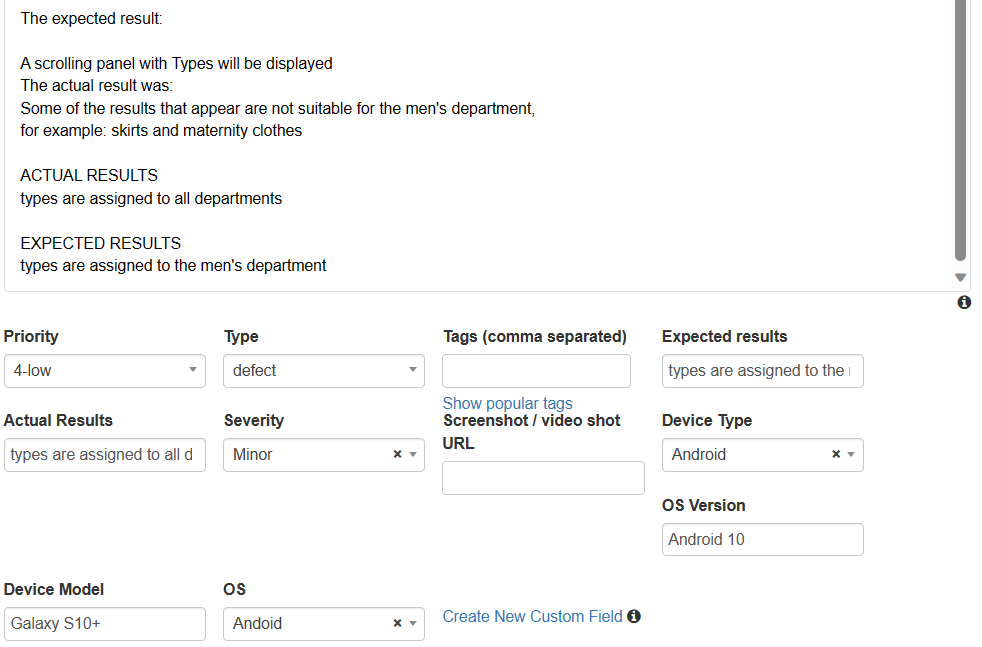 The expected result:
A scrolling panel with Types will be displayed
The actual result was:
Some of the results that appear are not suitable for the men's department,
for example: skirts and maternity clothes
ACTUAL RESULTS
types are assigned to all departments
EXPECTED RESULTS
types are assigned to the men's department
Priority
Type
Tags (comma separated)
Expected results
4-low
defect
types are assigned to the
Show popular tags
Actual Results
Severity
Screenshot / video shot
URL
Device Type
types are assigned to all d
Minor
Android
OS Version
Android 10
Device Model
OS
Galaxy S10+
Andoid
Create New Custom Field